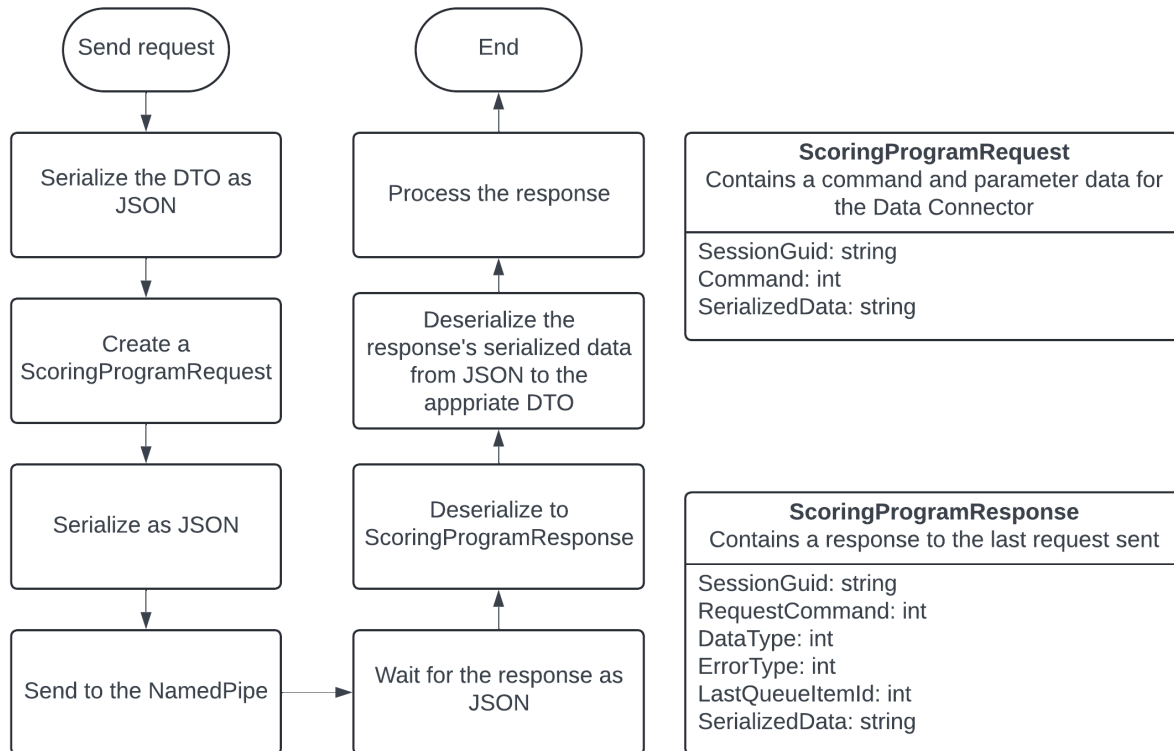 Send request
Serialize the DTO as
JSON
Create a
ScoringProgramRequest
Serialize as JSON
Send to the NamedPipe
Wait for the response as
JSON
Deserialize to
ScoringProgramResponse
Deserialize the
response's serialized data
from JSON to the
apppriate DTO
Process the response
End
ScoringProgramRequest
Contains a command and parameter data for
the Data Connector
SessionGuid: string
Command: int
SerializedData: string
ScoringProgramResponse
Contains a response to the last request sent
SessionGuid: string
RequestCommand: int
DataType: int
ErrorType: int
LastQueueItemId: int
SerializedData: string